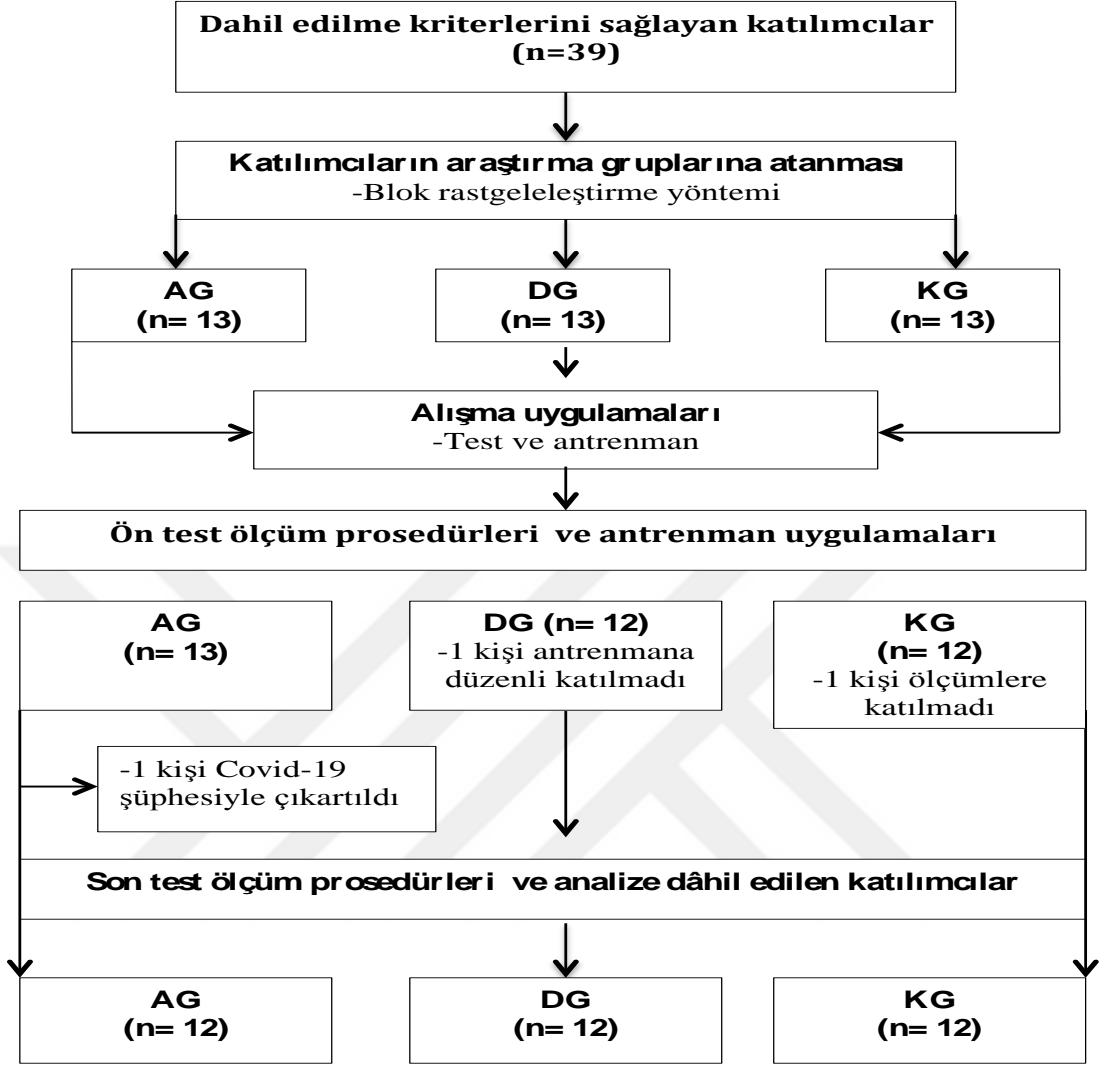 Dahil edilme kriterlerini sağlayan katılımcılar
(n=39)
Katılımcıların araştırma gruplarına atanması
-Blok rastgeleleştirme yöntemi
AG
(n= 13)
DG
(n= 13)
KG
(n= 13)
Alışma uygulamaları
-Test ve antrenman
Ön test ölçüm prosedürleri ve antrenman uygulamaları
AG
(n= 13)
DG (n= 12)
-1 kişi antrenmana
düzenli katılmadı
KG
(n= 12)
-1 kişi ölçümlere
katılmadı
-1 kişi Covid-19
şüphesiyle çıkartıldı
Son test ölçüm prosedürleri ve analize dâhil edilen katılımcılar
AG
(n= 12)
DG
(n= 12)
KG
(n= 12)